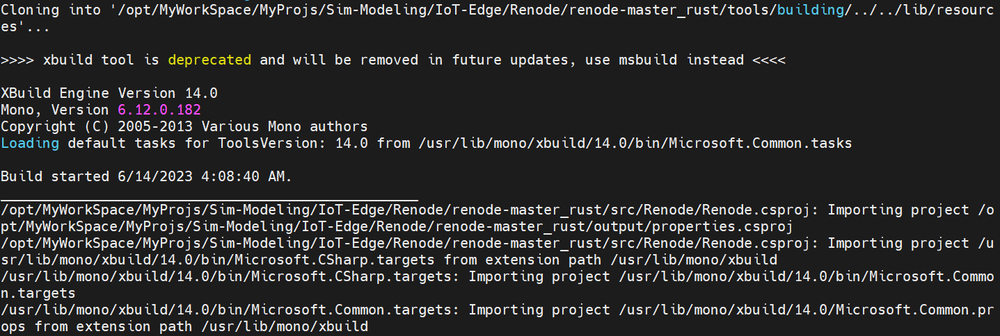 Cloning into '/opt/MyWorkSpace/MyProjs/Sim-Modeling/IoT-Edge/Renode/renode-master_rust/tools/building/../../lib/resourc
es'...
>>>> xbuild tool is deprecated and will be removed in future updates, use msbuild instead <<<<
XBuild Engine Version 14.0
Mono, Version 6.12.0.182
Copyright (C) 2005-2013 Various Mono authors
Loading default tasks for ToolsVersion: 14.0 from /usr/lib/mono/xbuild/14.0/bin/Microsoft.Common.tasks
Build started 6/14/2023 4:08:40 AM.
__________________________________________________
/opt/MyWorkSpace/MyProjs/Sim-Modeling/IoT-Edge/Renode/renode-master_rust/src/Renode/Renode.csproj: Importing project /o
pt/MyWorkSpace/MyProjs/Sim-Modeling/IoT-Edge/Renode/renode-master_rust/output/properties.csproj
/opt/MyWorkSpace/MyProjs/Sim-Modeling/IoT-Edge/Renode/renode-master_rust/src/Renode/Renode.csproj: Importing project /u
sr/lib/mono/xbuild/14.0/bin/Microsoft.CSharp.targets from extension path /usr/lib/mono/xbuild
/usr/lib/mono/xbuild/14.0/bin/Microsoft.CSharp.targets: Importing project /usr/lib/mono/xbuild/14.0/bin/Microsoft.Commo
n.targets
/usr/lib/mono/xbuild/14.0/bin/Microsoft.Common.targets: Importing project /usr/lib/mono/xbuild/14.0/Microsoft.Common.pr
ops from extension path /usr/lib/mono/xbuild